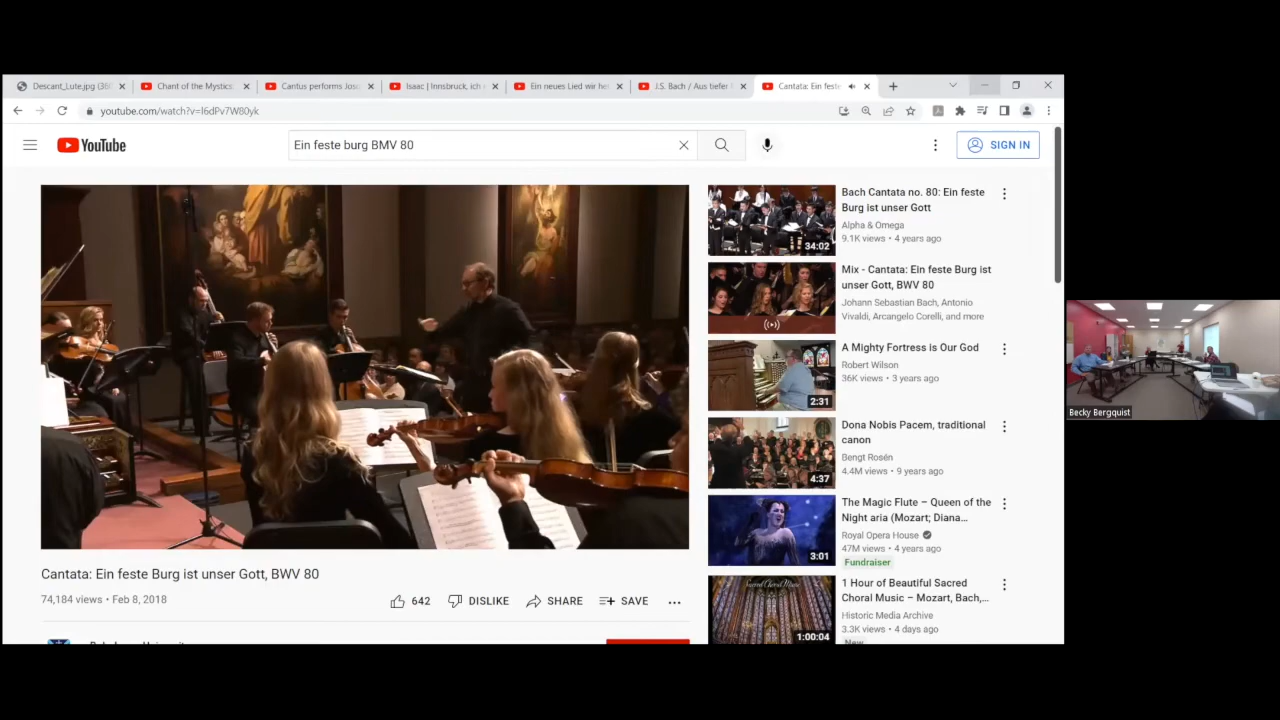 Descant_Lute.jpg (36
Chant of the Mystics:
Cantus performs Josq
Isaac | Innsbruck, ich
Ein neues Lied wir he
J.S. Bach / Aus tiefer
Cantata: Ein feste
youtube.com/watch?v=l6dPv7W80yk
YouTube
Ein feste burg BMV 80
SIGN IN
Cantata: Ein feste Burg ist unser Gott, BWV 80
74,184 views • Feb 8, 2018
642
DISLIKE
SHARE
SAVE
Bach Cantata no. 80: Ein feste
Burg ist unser Gott
Alpha & Omega
9.1K views • 4 years ago
34:02
Mix - Cantata: Ein feste Burg ist
unser Gott, BWV 80
Johann Sebastian Bach, Antonio
Vivaldi, Arcangelo Corelli, and more
A Mighty Fortress is Our God
Robert Wilson
36K views • 3 years ago
2:31
Dona Nobis Pacem, traditional
canon
Bengt Rosén
4.4M views • 9 years ago
4:37
The Magic Flute – Queen of the
Night aria (Mozart; Diana...
Royal Opera House
47M views • 4 years ago
3:01
Fundraiser
Sacred Choral Music
1 Hour of Beautiful Sacred
Choral Music – Mozart, Bach,...
Historic Media Archive
3.3K views • 4 days ago
1:00:04
New
Becky Bergquist